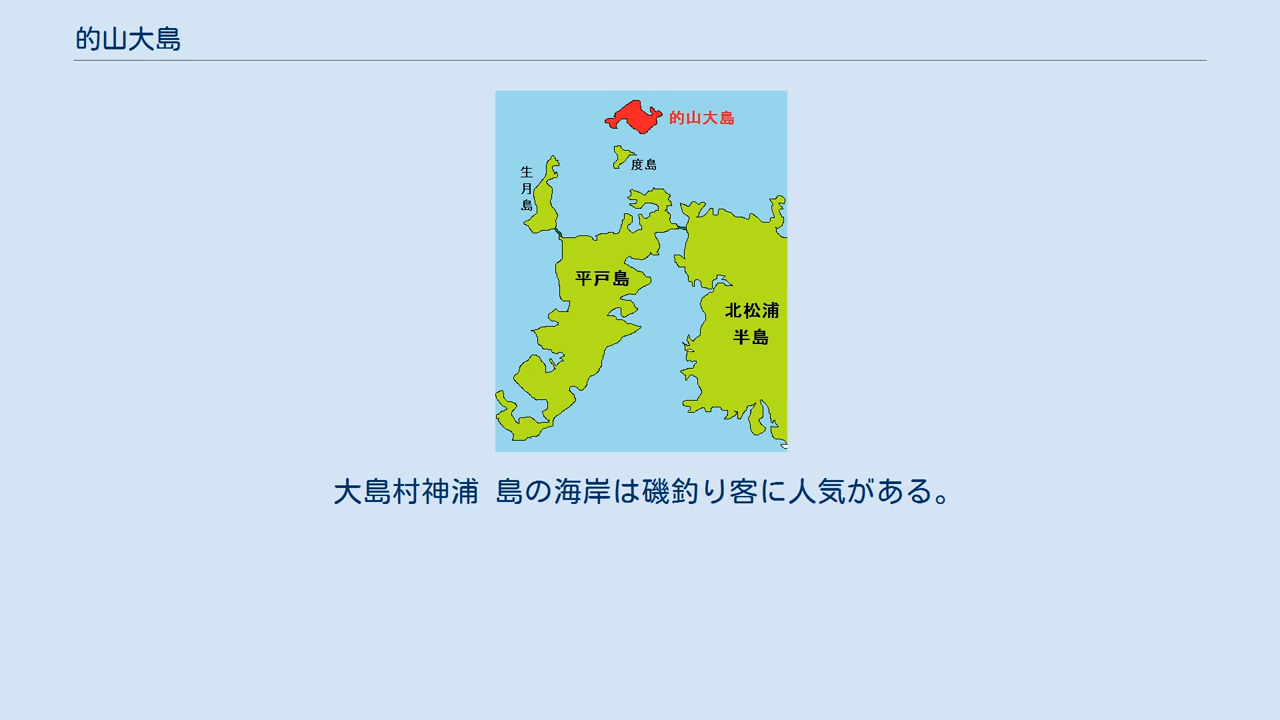 的山大島
的山大島
度島
生月島
平戸島
北松浦
半島
大島村神浦 島の海岸は磯釣り客に人気がある。